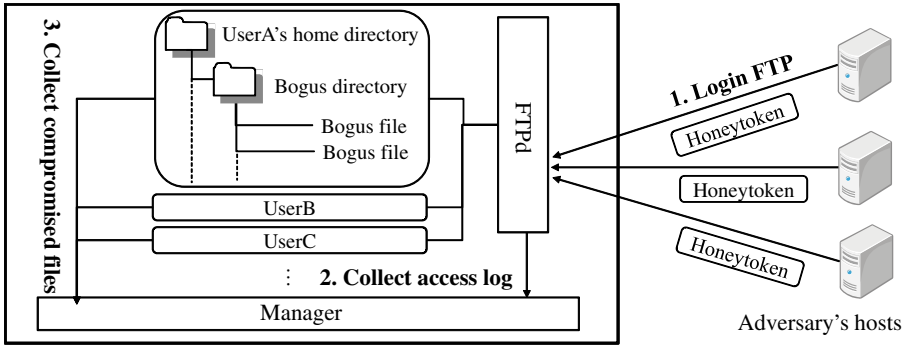 3. Collect compromised files
UserA's home directory
Bogus directory
Bogus file
Bogus file
UserB
UserC
⋮
2. Collect access log
Manager
FTPd
1. Login FTP
Honeytoken
Honeytoken
Honeytoken
Adversary's hosts